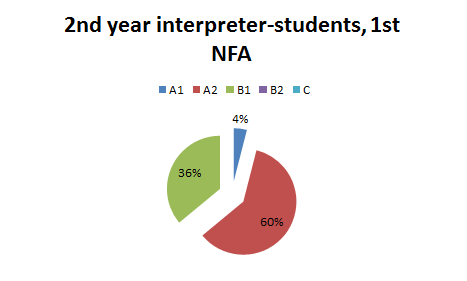 2nd year interpreter-students, 1st
NFA
A1 A2 B1 B2 C
4%
36%
60%